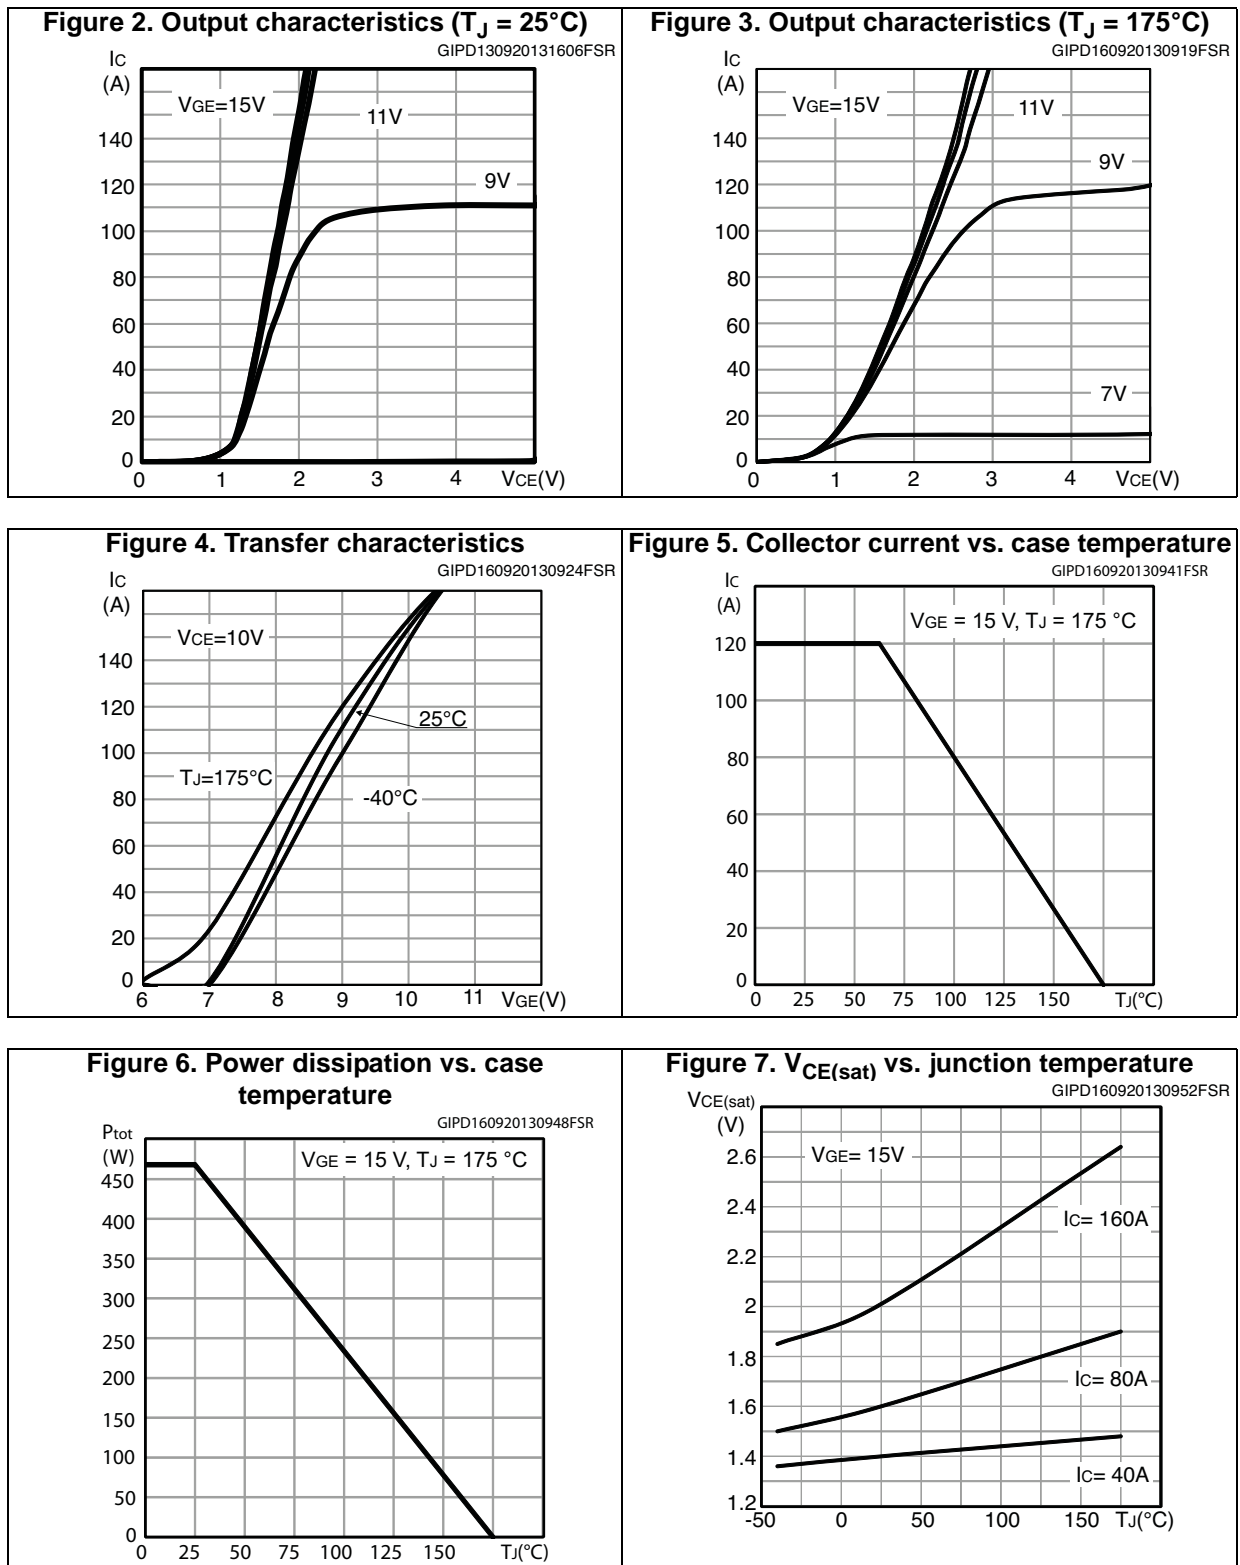 Figure 2. Output characteristics (TJ = 25°C)
GIPD130920131606FSR
IC
(A)
VGE=15V
11V
9V
140
120
100
80
60
40
20
0
0 1 2 3 4 VCE(V)
Figure 3. Output characteristics (TJ = 175°C)
GIPD160920130919FSR
IC
(A)
VGE=15V
11V
9V
7V
140
120
100
80
60
40
20
0
0 1 2 3 4 VCE(V)
Figure 4. Transfer characteristics
GIPD160920130924FSR
IC
(A)
VCE=10V
25°C
TJ=175°C
-40°C
140
120
100
80
60
40
20
0
6 7 8 9 10 11 VGE(V)
Figure 5. Collector current vs. case temperature
GIPD160920130941FSR
IC
(A)
VGE = 15 V, TJ = 175 °C
120
100
80
60
40
20
0
0 25 50 75 100 125 150 TJ(°C)
Figure 6. Power dissipation vs. case
temperature
GIPD160920130948FSR
Ptot
(W)
VGE = 15 V, TJ = 175 °C
450
400
350
300
250
200
150
100
50
0
0 25 50 75 100 125 150 TJ(°C)
Figure 7. VCE(sat) vs. junction temperature
GIPD160920130952FSR
VCE(sat)
(V)
VGE= 15V
IC= 160A
IC= 80A
IC= 40A
2.6
2.4
2.2
2
1.8
1.6
1.4
1.2
-50 0 50 100 150 TJ(°C)